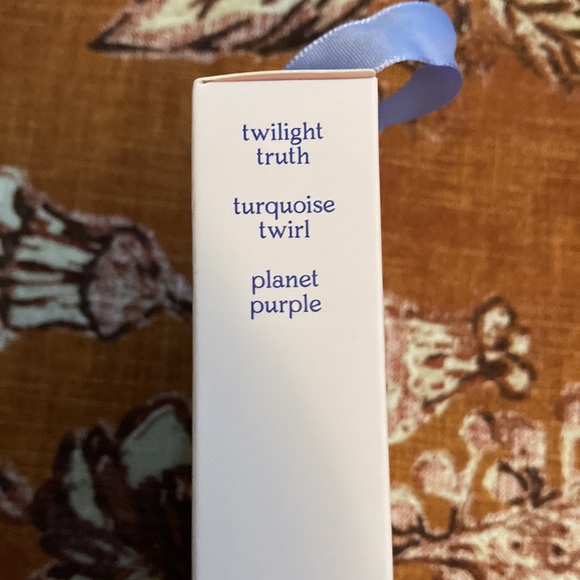 twilight
truth
turquoise
twirl
planet
purple